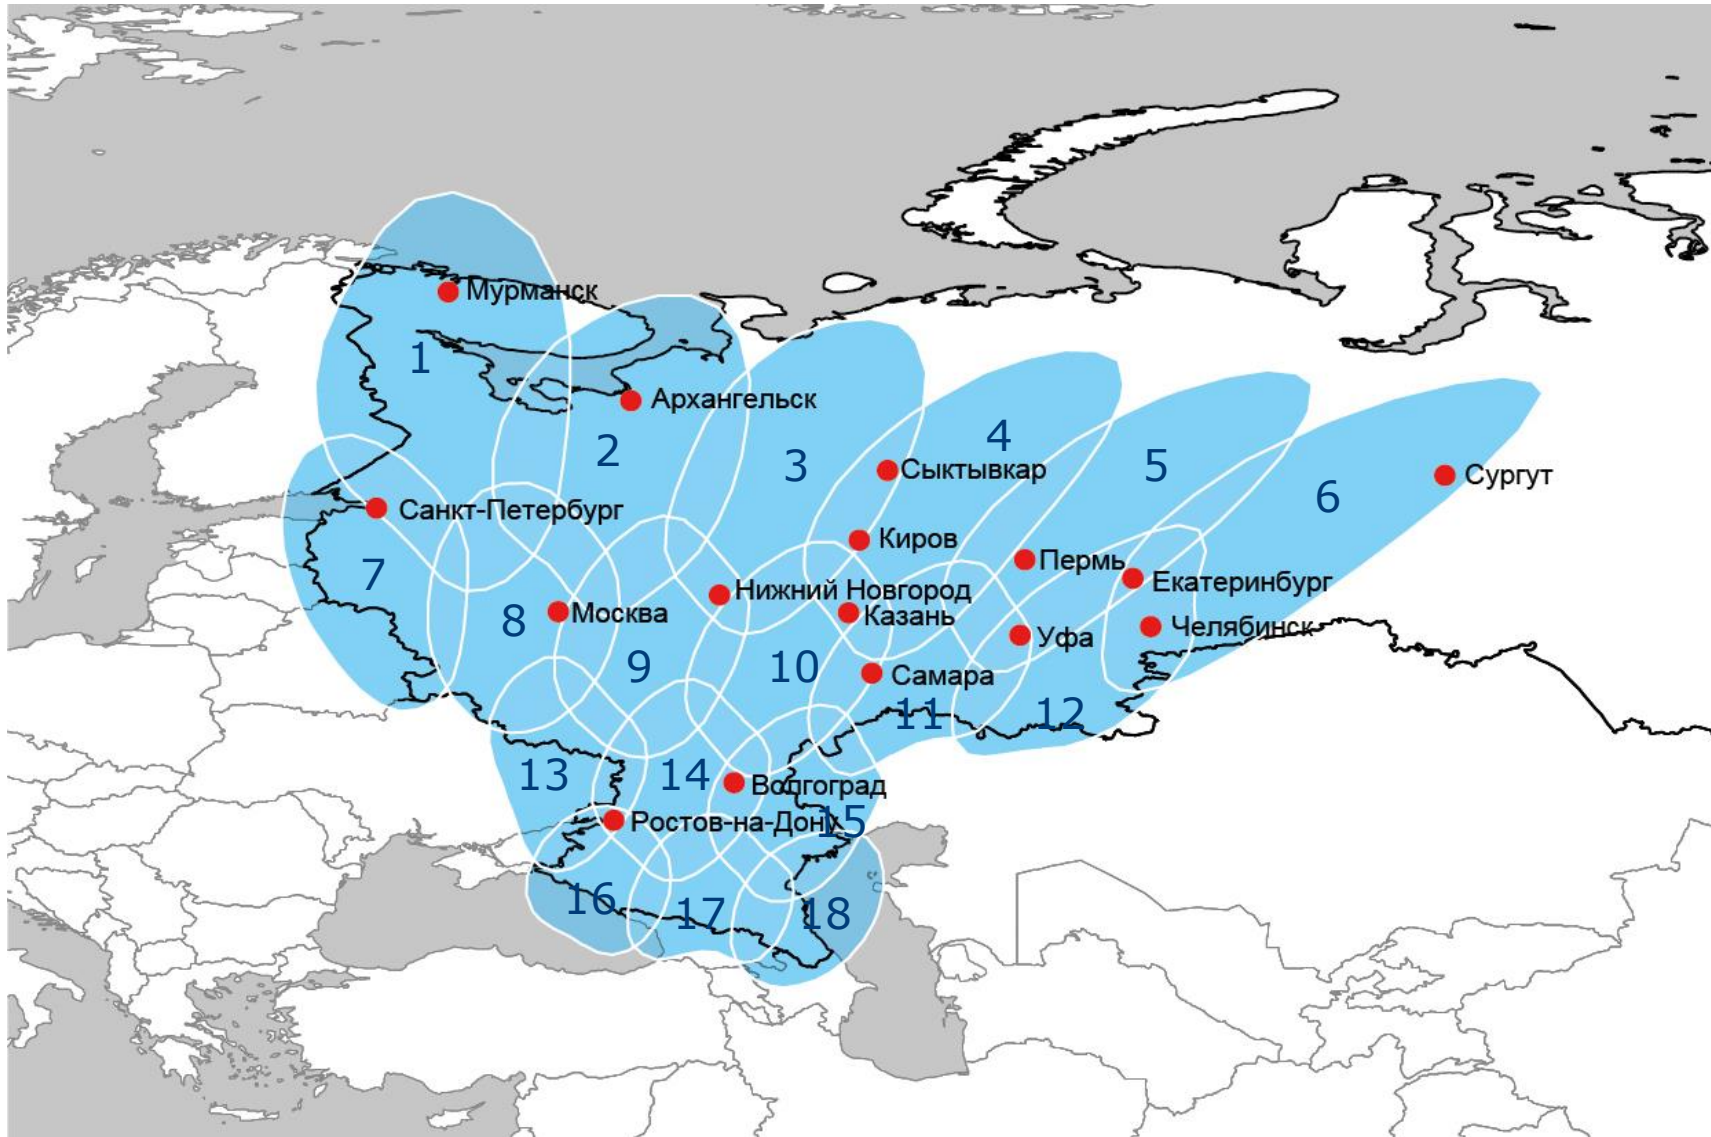 Мурманск
1
Архангельск
2
3
4
5
6
Сыктывкар
Сургут
Санкт-Петербург
Киров
Пермь
7
Екатеринбург
Нижний Новгород
8
Москва
Казань
Челябинск
Уфа
9
10
Самара
11
12
13
14
Волгоград
Ростов-на-Дону
15
16
17
18